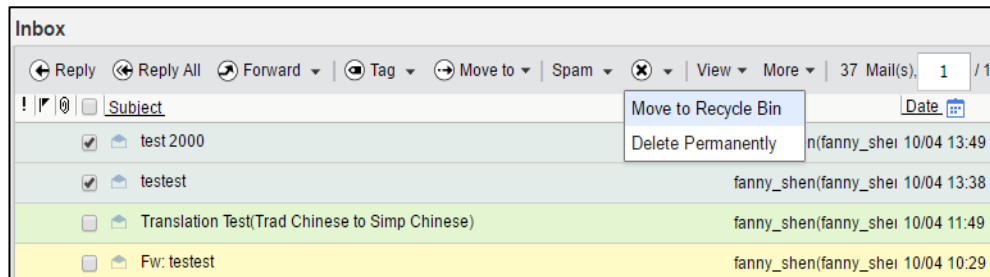 Inbox
Reply Reply All Forward Tag Move to Spam View More 37 Mail(s), 1 / 1
! Subject Date
Move to Recycle Bin
Delete Permanently
test 2000 n(fanny_shei 10/04 13:49
testest fanny_shen(fanny_shei 10/04 13:38
Translation Test(Trad Chinese to Simp Chinese) fanny_shen(fanny_shei 10/04 11:49
Fw: testest fanny_shen(fanny_shei 10/04 10:29